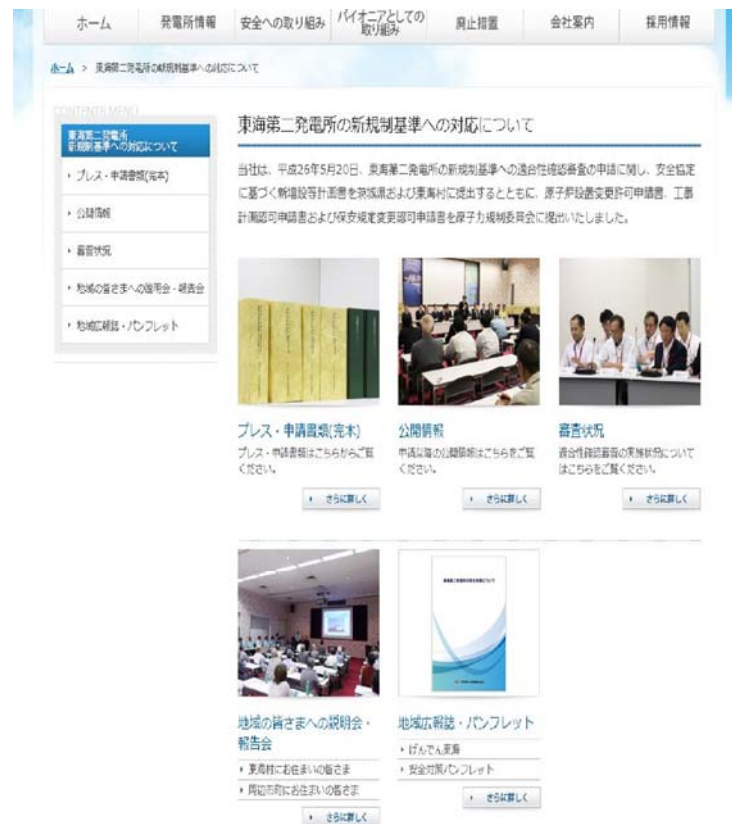 ホーム
発電所情報
安全への取り組み
パイオニアとしての
取り組み
廃止措置
会社案内
採用情報
ホーム > 東海第二発電所の新規制基準への対応について
CONTENTS MENU
東海第二発電所
新規制基準への対応について
プレス・申請書類(完本)
公開情報
審査状況
地域の皆さまへの説明会・報告会
地域広報誌・パンフレット
東海第二発電所の新規制基準への対応について
当社は、平成26年5月20日、東海第二発電所の新規制基準への適合性確認審査の申請に関し、安全協定
に基づく新増設等計画書を茨城県および東海村に提出するとともに、原子炉設置変更許可申請書、工事
計画認可申請書および保安規定変更認可申請書を原子力規制委員会に提出いたしました。
プレス・申請書類(完本)
プレス・申請書類はこちらからご覧
ください。
さらに詳しく
公開情報
申請以降の公開情報はこちらをご覧
ください。
さらに詳しく
審査状況
適合性確認審査の実施状況について
はこちらをご覧ください。
さらに詳しく
地域の皆さまへの説明会・
報告会
東海村にお住まいの皆さま
周辺市町にお住まいの皆さま
さらに詳しく
地域広報誌・パンフレット
げんでん東海
安全対策パンフレット
さらに詳しく